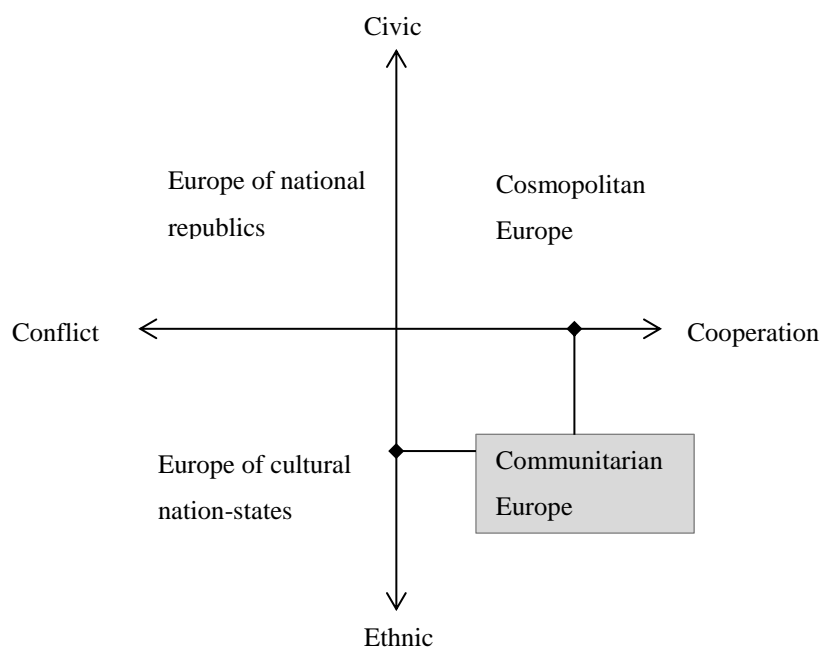 Civic
Europe of national
republics
Cosmopolitan
Europe
Conflict
Cooperation
Europe of cultural
nation-states
Communitarian
Europe
Ethnic